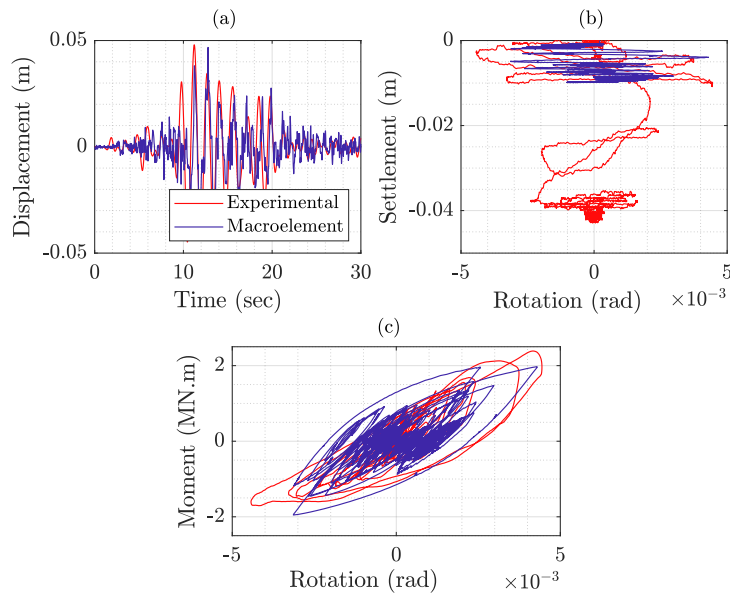 (a)
0.05
0
-0.05
Displacement (m)
Experimental
Macroelement
0 10 20 30
Time (sec)
(b)
0
-0.02
-0.04
Settlement (m)
-5 0 5
Rotation (rad) ×10⁻³
(c)
2
0
-2
Moment (MN.m)
-5 0 5
Rotation (rad) ×10⁻³